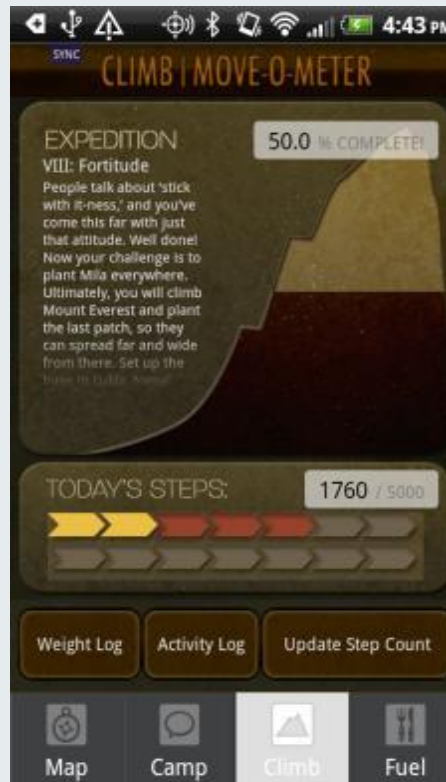 4:43 PM
SYNC
CLIMB | MOVE-O-METER
EXPEDITION
50.0 % COMPLETE!
VIII: Fortitude
People talk about 'stick
with it-ness,' and you've
come this far with just
that attitude. Well done!
Now your challenge is to
plant Mila everywhere.
Ultimately, you will climb
Mount Everest and plant
the last patch, so they
can spread far and wide
from there. Set up the
TODAY'S STEPS:
1760 / 5000
Weight Log
Activity Log
Update Step Count
Map
Camp
Climb
Fuel